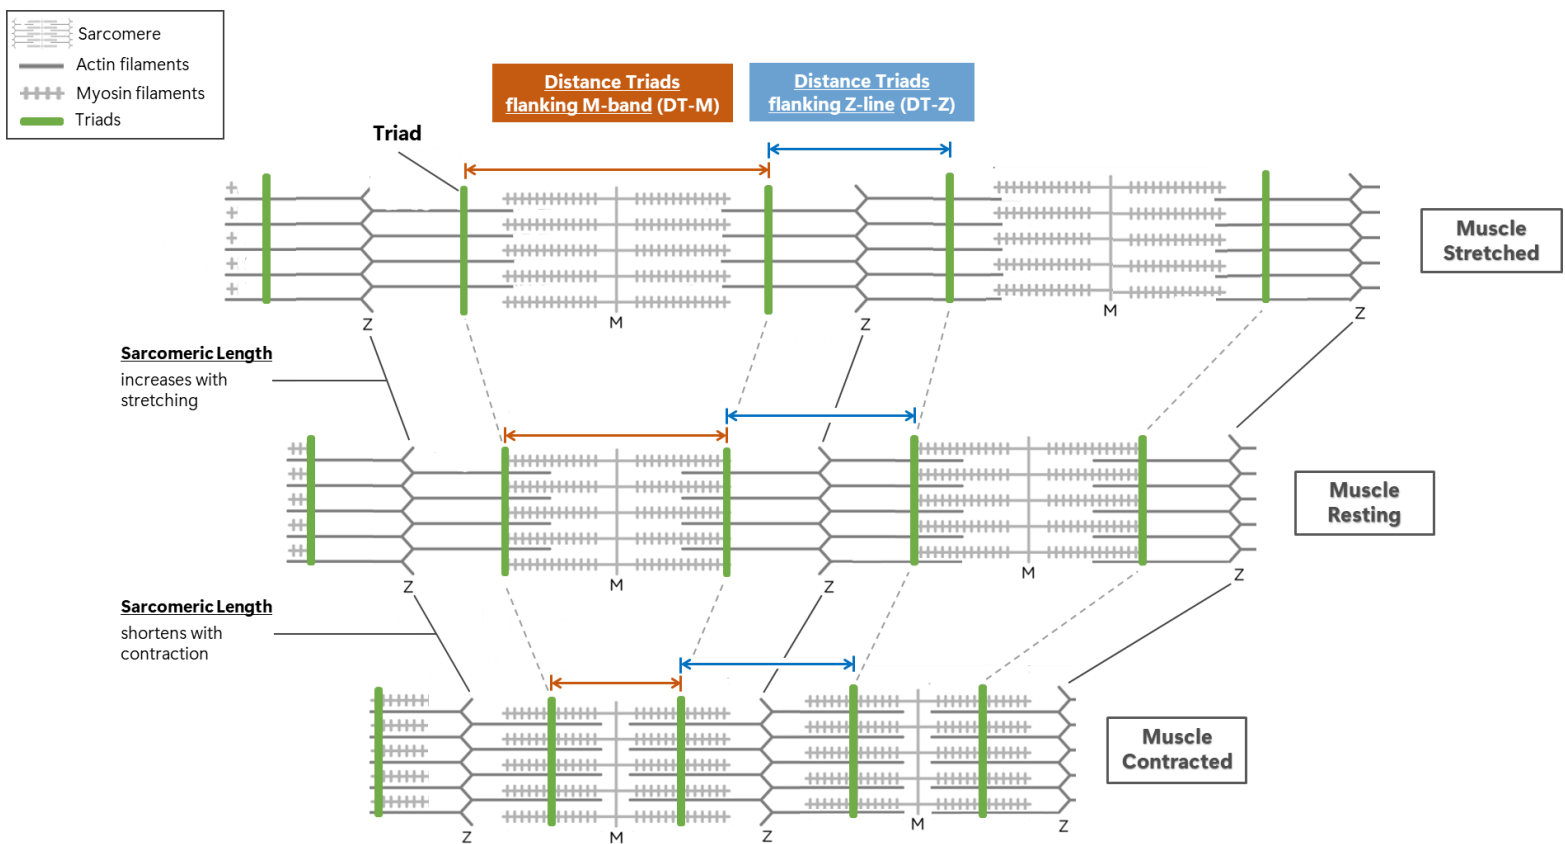 Sarcomere
Actin filaments
Myosin filaments
Triads
Distance Triads
flanking M-band (DT-M)
Distance Triads
flanking Z-line (DT-Z)
Triad
Muscle
Stretched
Z
M
Z
M
Z
Sarcomeric Length
increases with
stretching
Muscle
Resting
Z
M
Z
M
Z
Sarcomeric Length
shortens with
contraction
Muscle
Contracted
Z
M
Z
M
Z